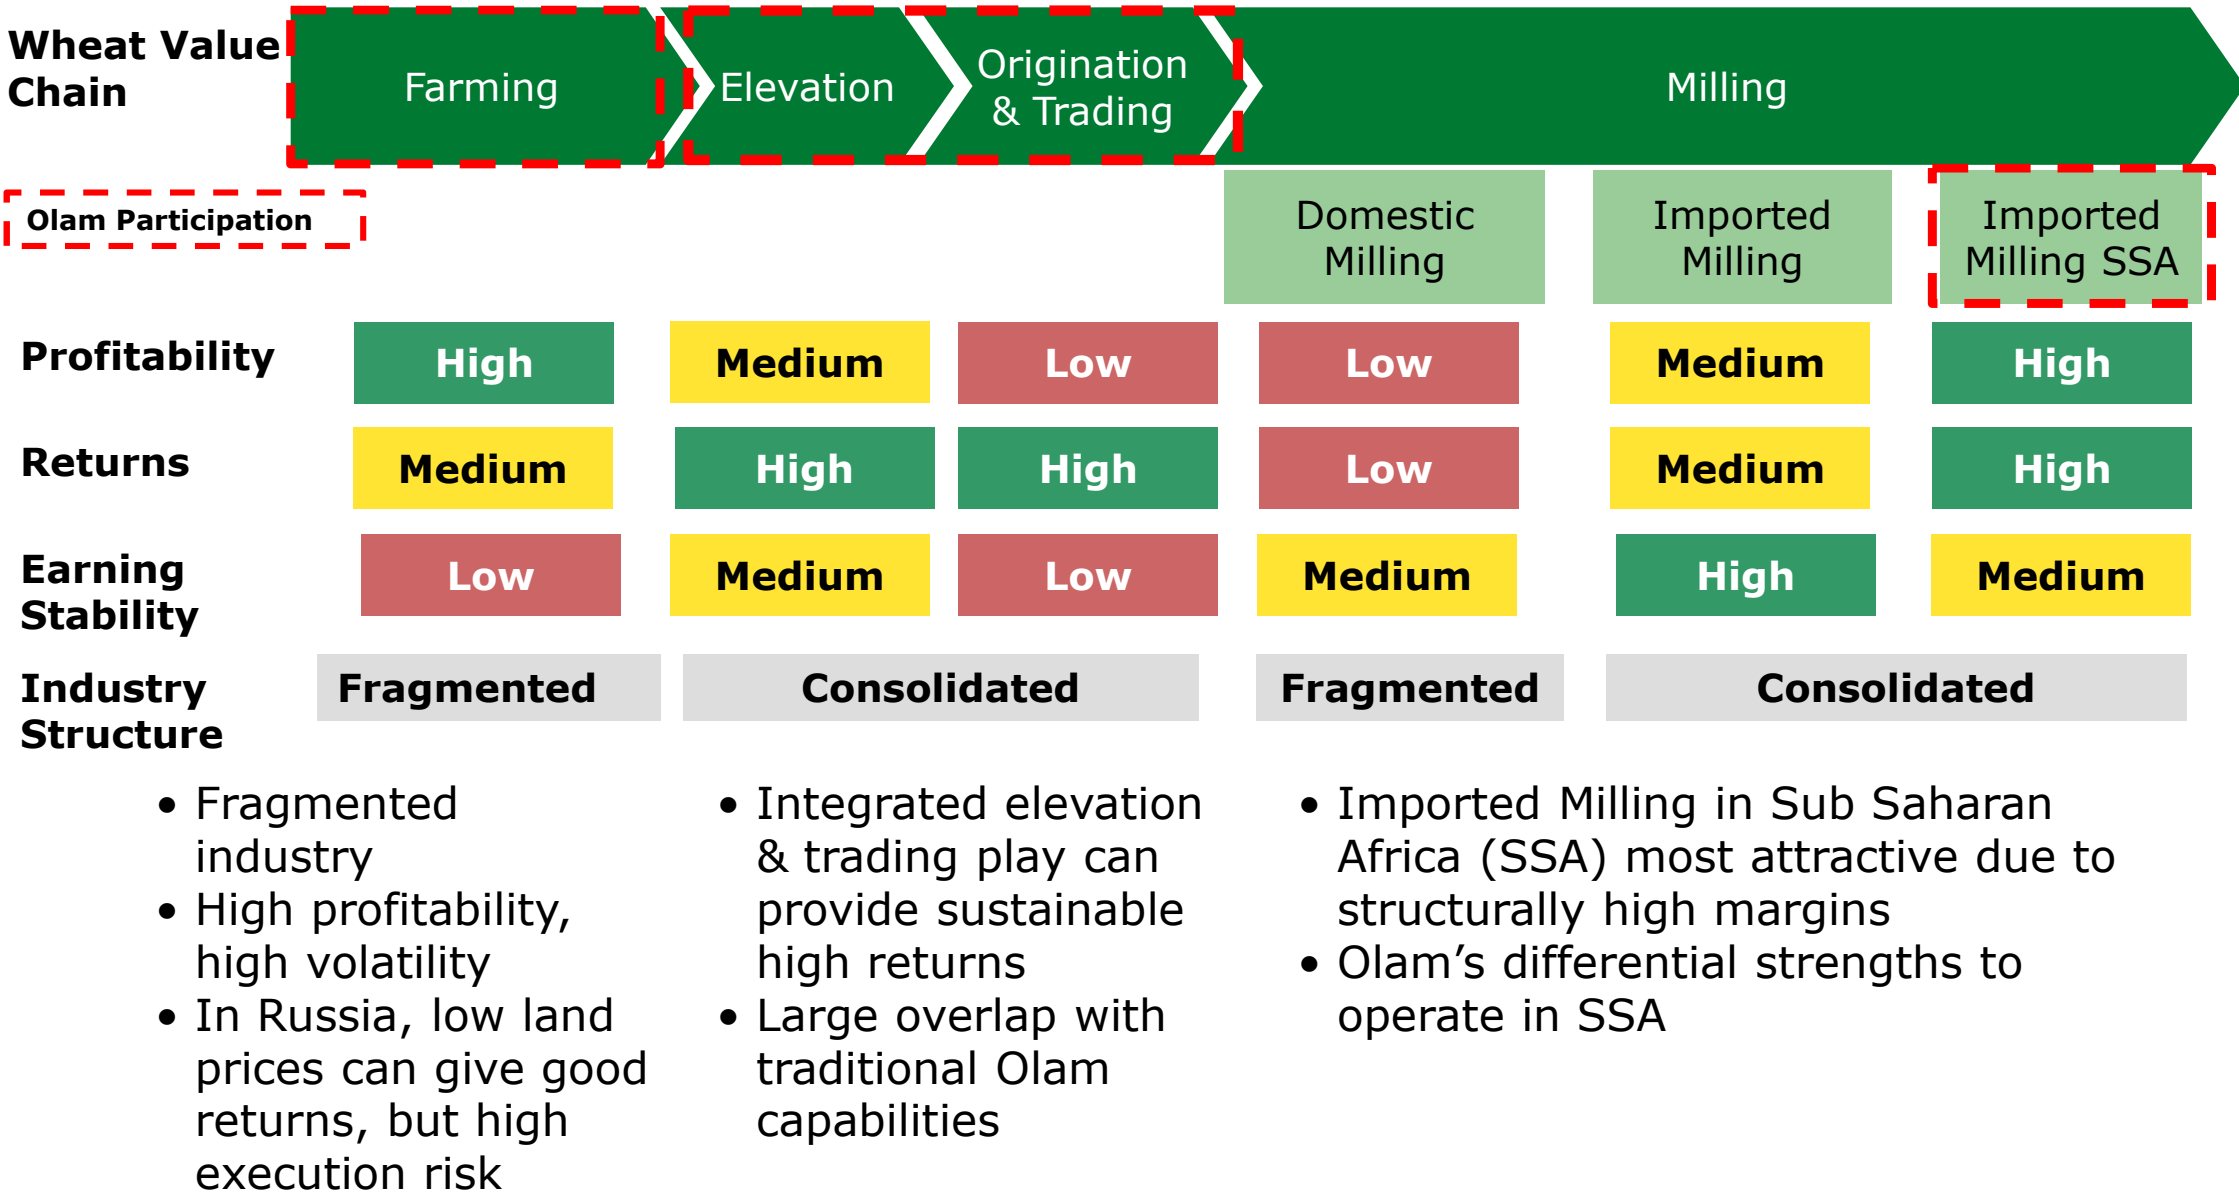 Wheat Value
Chain
Farming
Elevation
Origination
& Trading
Milling
Olam Participation
Domestic
Milling
Imported
Milling
Imported
Milling SSA
Profitability
High
Medium
Low
Low
Medium
High
Returns
Medium
High
High
Low
Medium
High
Earning
Stability
Low
Medium
Low
Medium
High
Medium
Industry
Structure
Fragmented
Consolidated
Fragmented
Consolidated
• Fragmented
industry
• High profitability,
high volatility
• In Russia, low land
prices can give good
returns, but high
execution risk
• Integrated elevation
& trading play can
provide sustainable
high returns
• Large overlap with
traditional Olam
capabilities
• Imported Milling in Sub Saharan
Africa (SSA) most attractive due to
structurally high margins
• Olam’s differential strengths to
operate in SSA